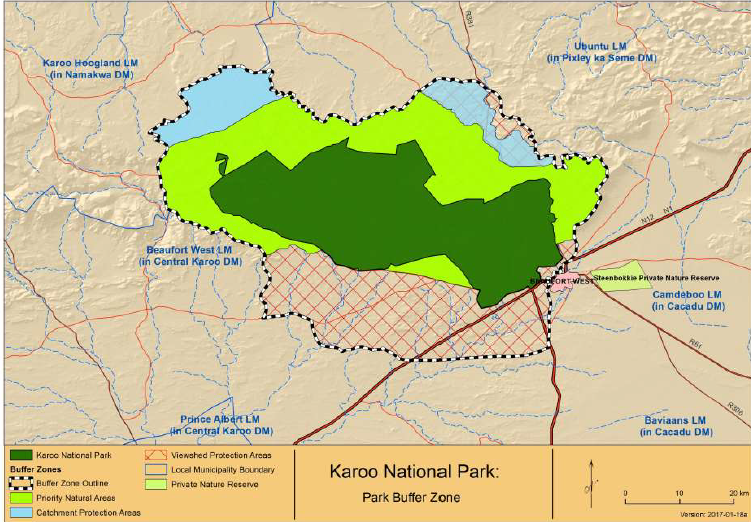 R381
Karoo Hoogland LM
(in Namakwa DM)
Ubuntu LM
(in Pixley ka Seme DM)
N12 N1
Beaufort West LM
(in Central Karoo DM)
BEAUFORT WEST
Steenbokkie Private Nature Reserve
Camdeboo LM
(in Cacadu DM)
R61
R306
Prince Albert LM
(in Central Karoo DM)
Baviaans LM
(in Cacadu DM)
Karoo National Park
Buffer Zones
Buffer Zone Outline
Priority Natural Areas
Catchment Protection Areas
Viewshed Protection Areas
Local Municipality Boundary
Private Nature Reserve
Karoo National Park:
Park Buffer Zone
0 10 20 km
Version: 2017-01-18a